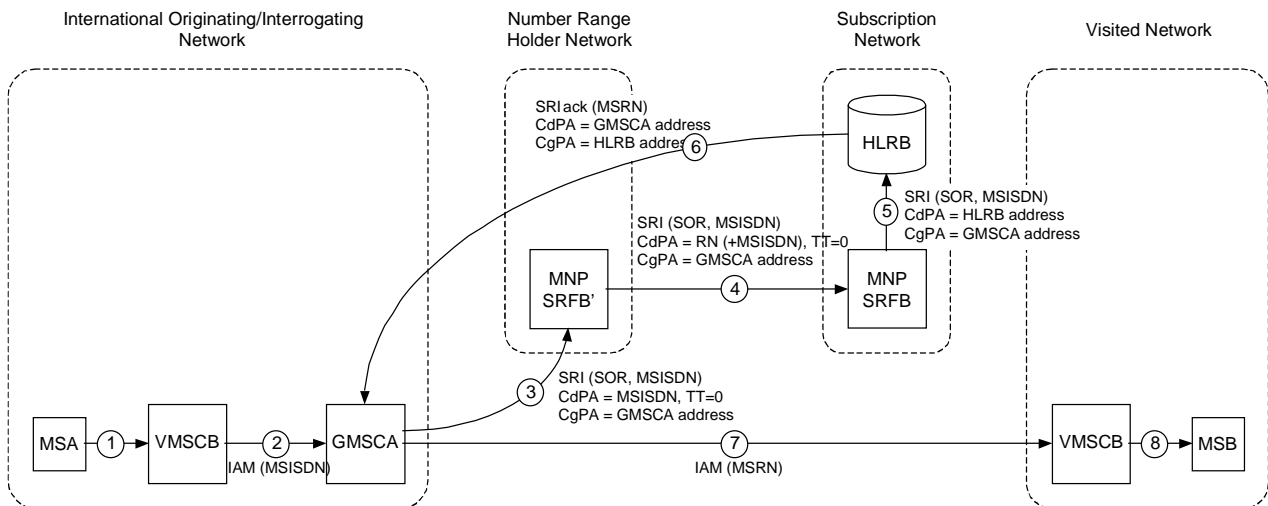 International Originating/Interrogating
Network
Number Range
Holder Network
Subscription
Network
Visited Network
SRIack (MSRN)
CdPA = GMSCA address
CgPA = HLRB address
6
HLRB
5
SRI (SOR, MSISDN)
CdPA = HLRB address
CgPA = GMSCA address
SRI (SOR, MSISDN)
CdPA = RN (+MSISDN), TT=0
CgPA = GMSCA address
MNP
SRFB'
4
MNP
SRFB
3
SRI (SOR, MSISDN)
CdPA = MSISDN, TT=0
CgPA = GMSCA address
MSA
1
VMSCB
2
IAM (MSISDN)
GMSCA
7
IAM (MSRN)
VMSCB
8
MSB